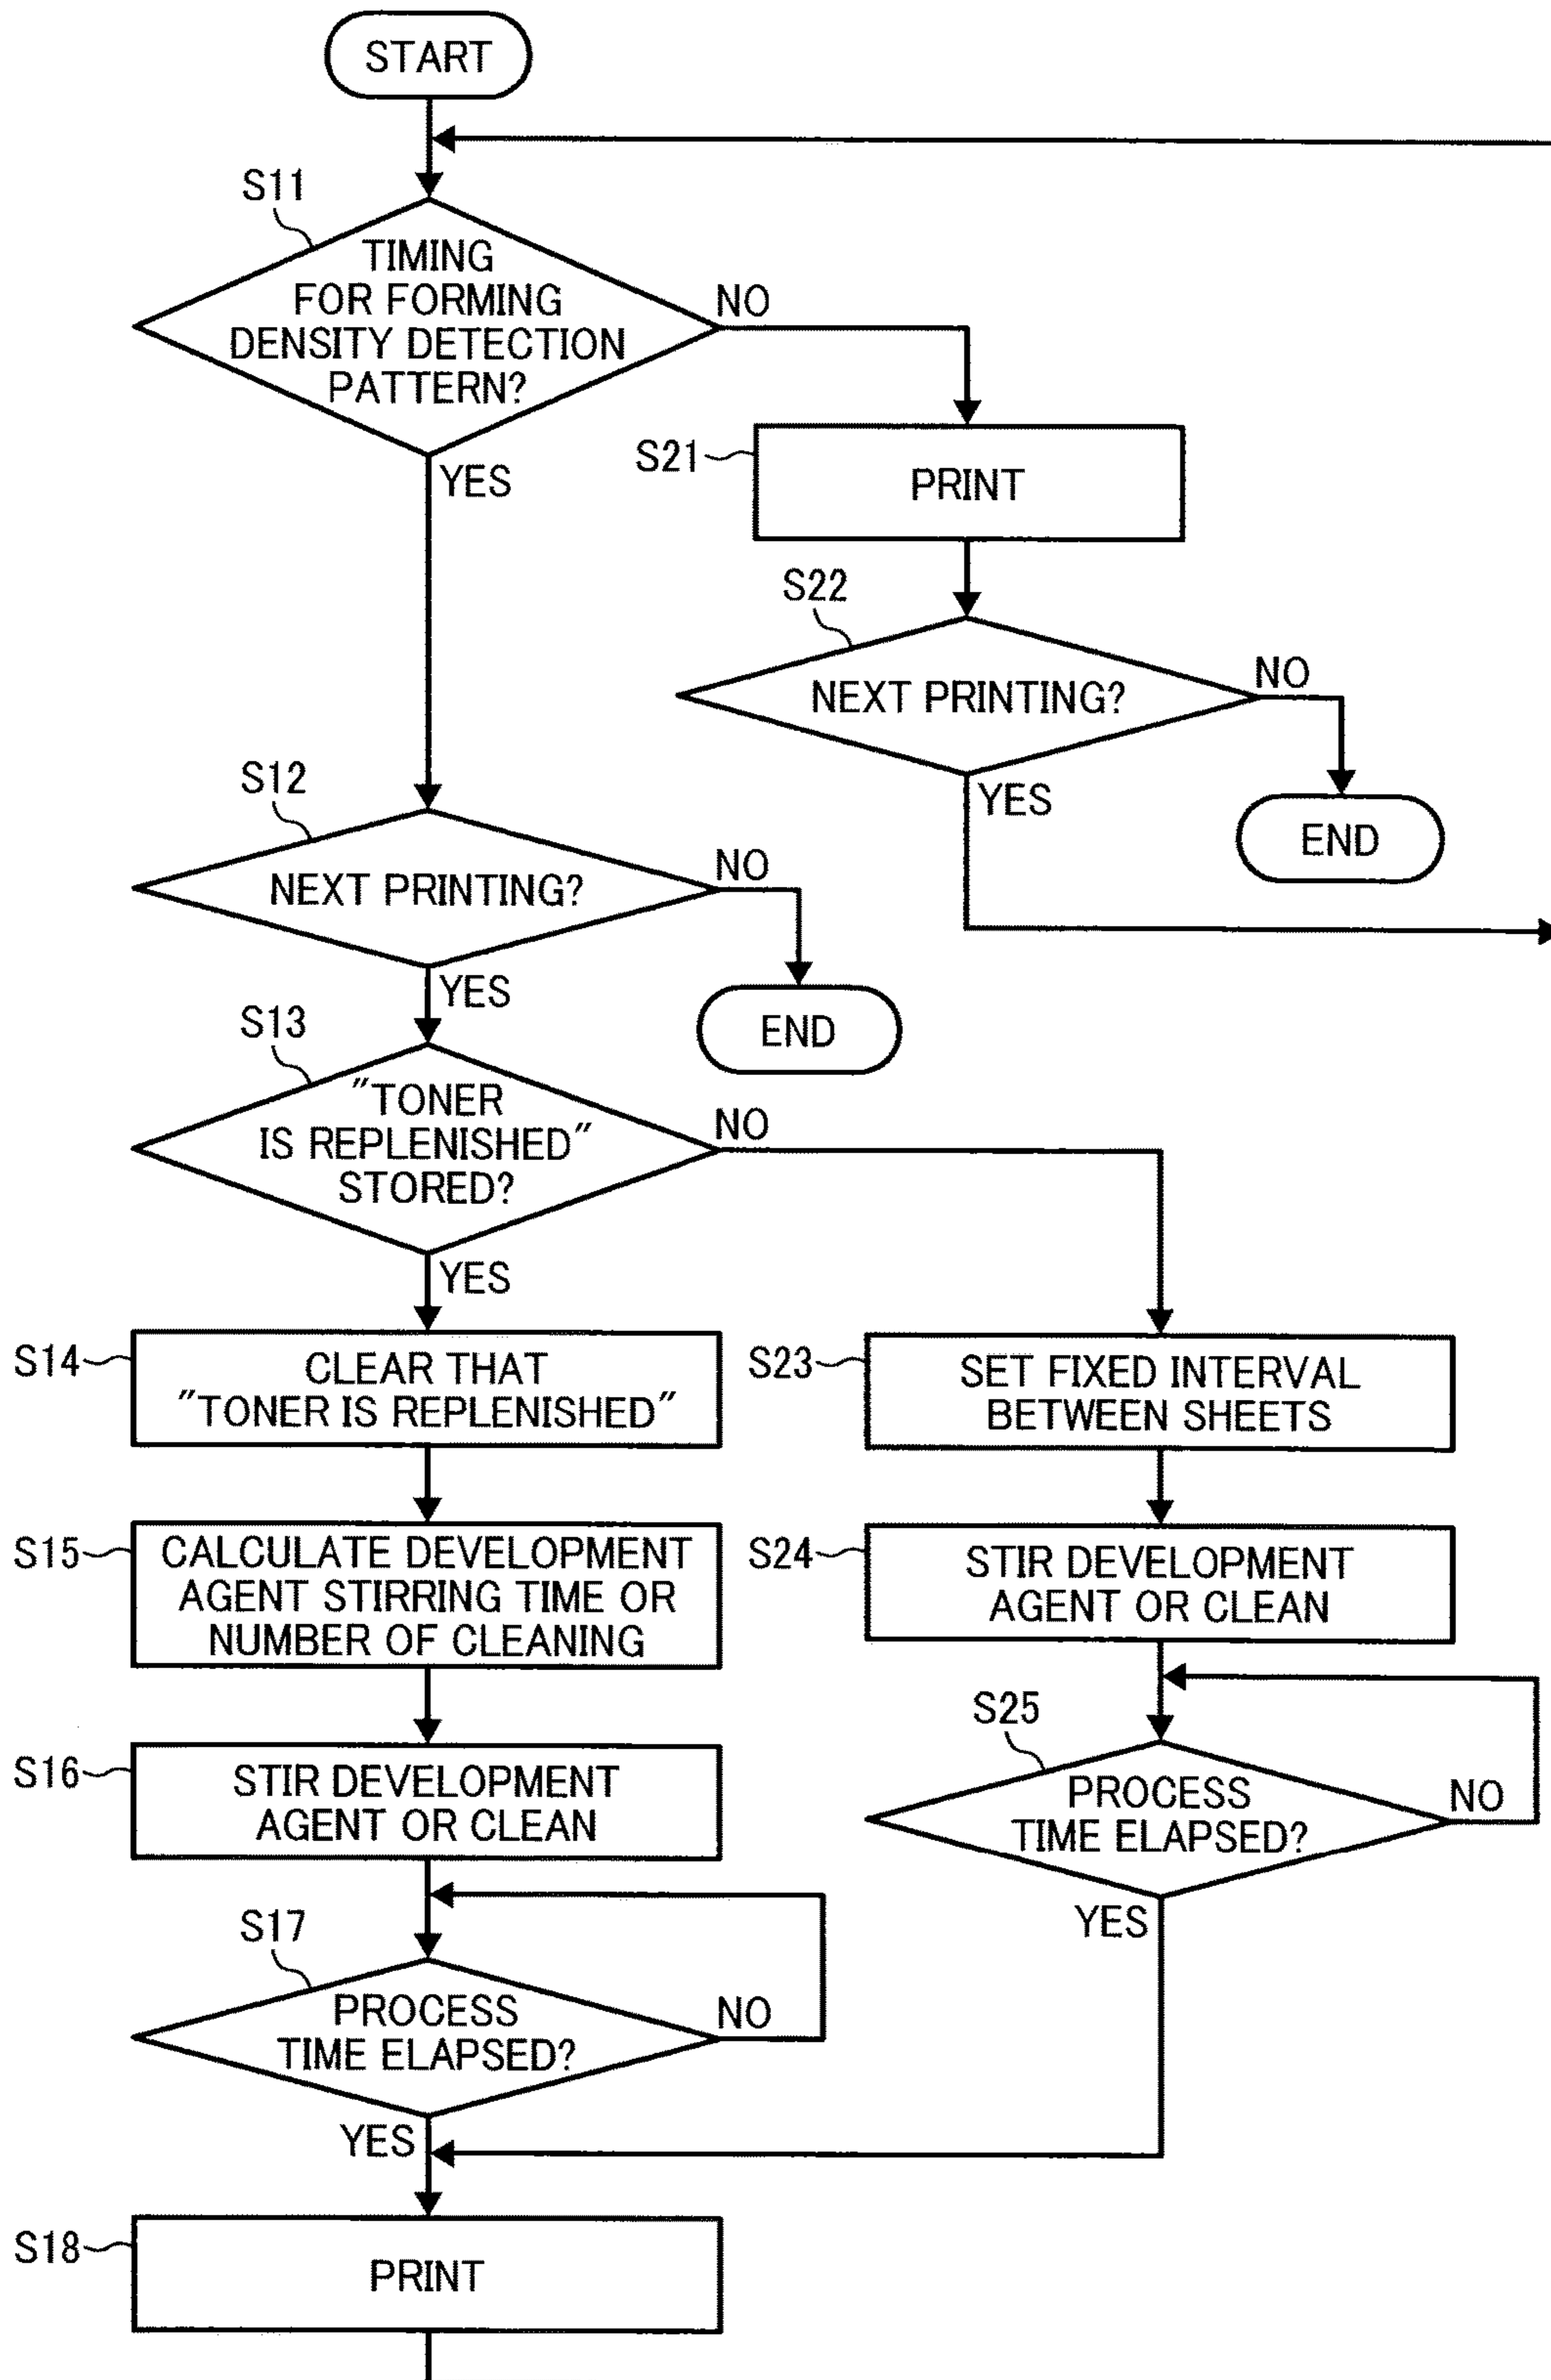 START
S11
TIMING
FOR FORMING
DENSITY DETECTION
PATTERN?
NO
YES
S21
PRINT
S22
NEXT PRINTING?
NO
YES
END
S12
NEXT PRINTING?
NO
YES
END
S13
"TONER
IS REPLENISHED"
STORED?
NO
YES
S14
CLEAR THAT
"TONER IS REPLENISHED"
S23
SET FIXED INTERVAL
BETWEEN SHEETS
S15
CALCULATE DEVELOPMENT
AGENT STIRRING TIME OR
NUMBER OF CLEANING
S24
STIR DEVELOPMENT
AGENT OR CLEAN
S16
STIR DEVELOPMENT
AGENT OR CLEAN
S25
PROCESS
TIME ELAPSED?
NO
YES
S17
PROCESS
TIME ELAPSED?
NO
YES
S18
PRINT